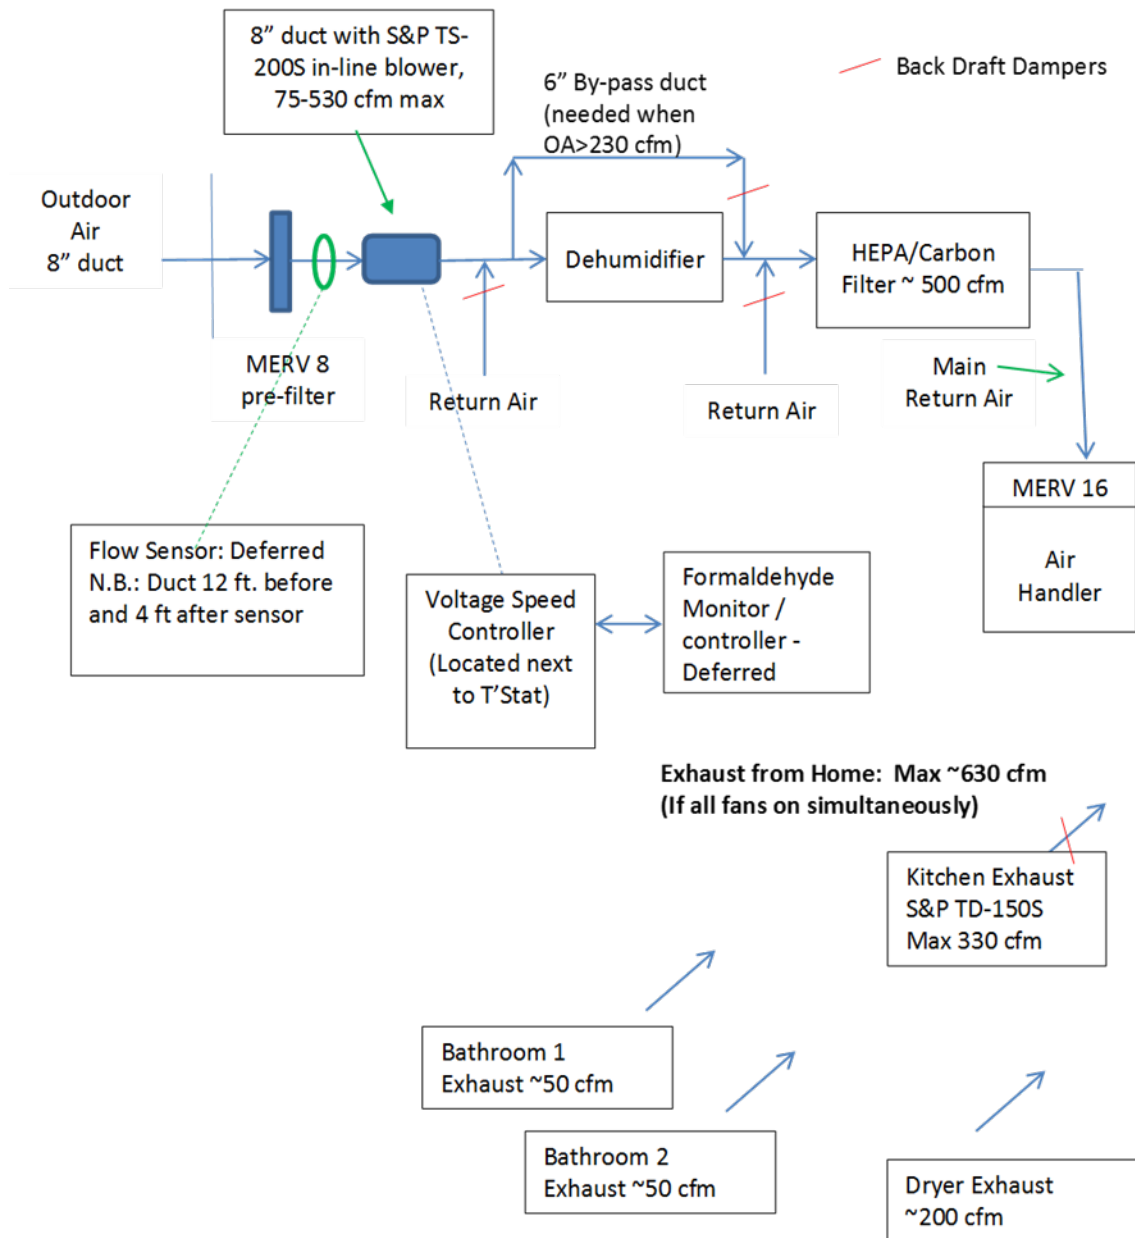 8” duct with S&P TS-
200S in-line blower,
75-530 cfm max
6” By-pass duct
(needed when
OA>230 cfm)
Back Draft Dampers
Outdoor
Air
8” duct
Dehumidifier
HEPA/Carbon
Filter ~ 500 cfm
MERV 8
pre-filter
Return Air
Return Air
Main
Return Air
MERV 16
Air
Handler
Flow Sensor: Deferred
N.B.: Duct 12 ft. before
and 4 ft after sensor
Voltage Speed
Controller
(Located next
to T’Stat)
Formaldehyde
Monitor /
controller -
Deferred
Exhaust from Home:  Max ~630 cfm
(If all fans on simultaneously)
Kitchen Exhaust
S&P TD-150S
Max 330 cfm
Bathroom 1
Exhaust ~50 cfm
Bathroom 2
Exhaust ~50 cfm
Dryer Exhaust
~200 cfm